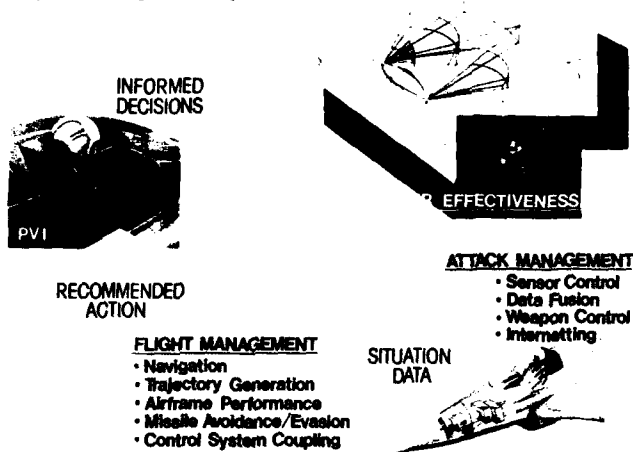 INFORMED
DECISIONS
EFFECTIVENESS
PVI
ATTACK MANAGEMENT
• Sensor Control
• Data Fusion
• Weapon Control
• Internetting
RECOMMENDED
ACTION
FLIGHT MANAGEMENT
• Navigation
• Trajectory Generation
• Airframe Performance
• Missile Avoidance/Evasion
• Control System Coupling
SITUATION
DATA